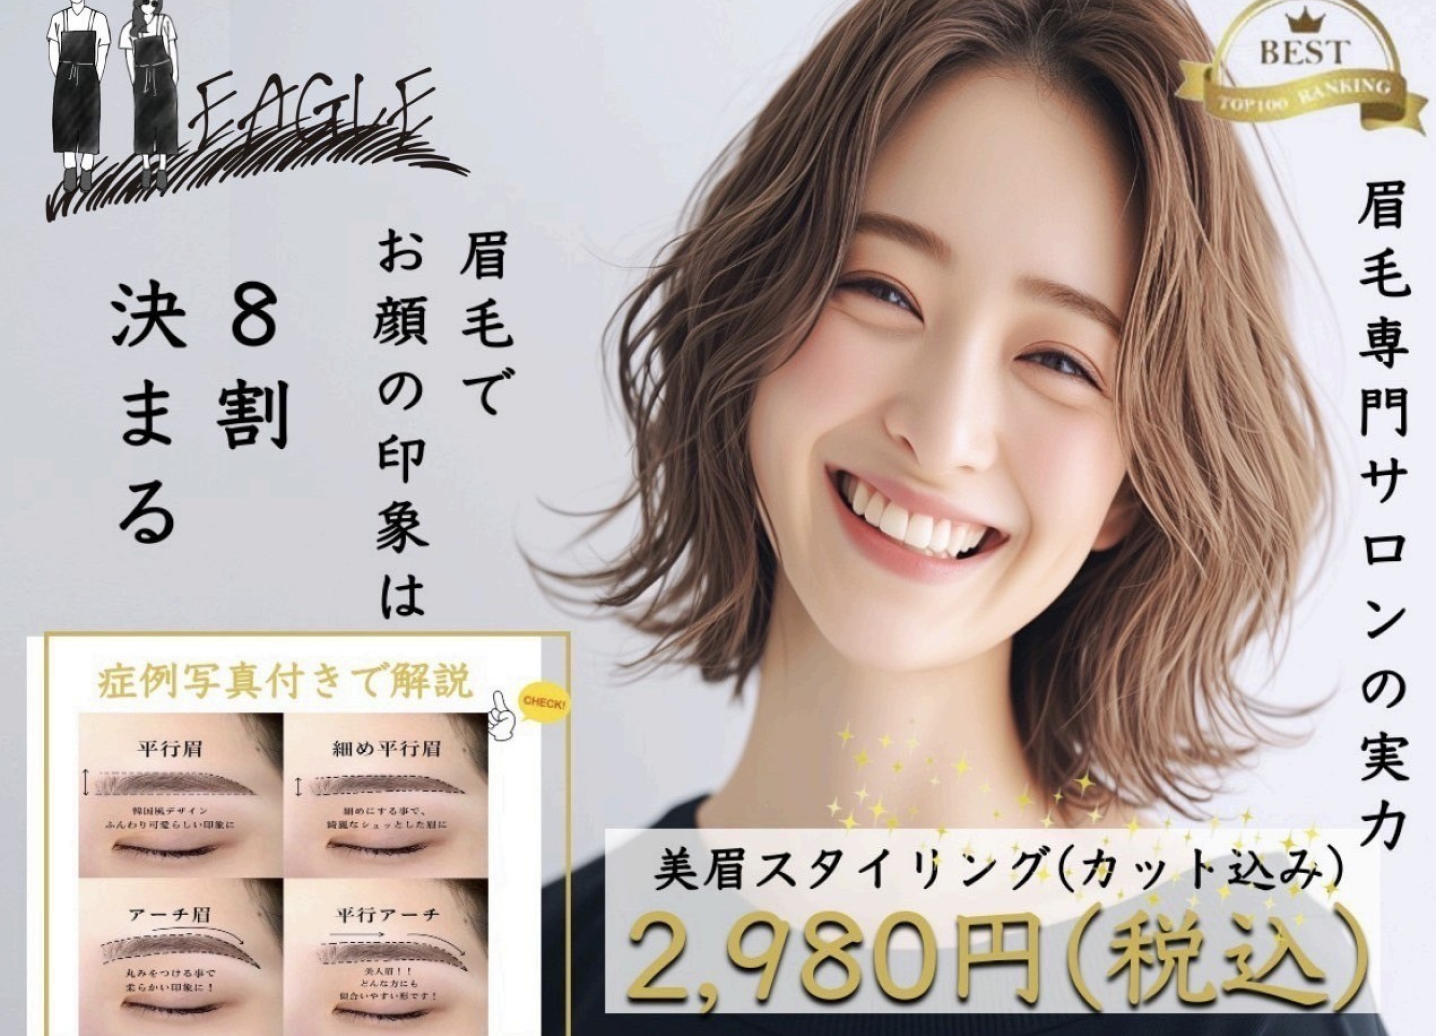 EAGLE
BEST
TOP100 RANKING
眉毛で
お顔の印象は
8割
決まる
眉毛専門サロンの実力
症例写真付きで解説
CHECK!
平行眉
韓国風デザイン
ふんわり可愛らしい印象に
細め平行眉
細めにする事で、
綺麗なシュッとした眉に
アーチ眉
丸みをつける事で
柔らかい印象に!
平行アーチ
美人眉!!
どんな方にも
似合いやすい形です!
美眉スタイリング(カット込み)
2,980円(税込)